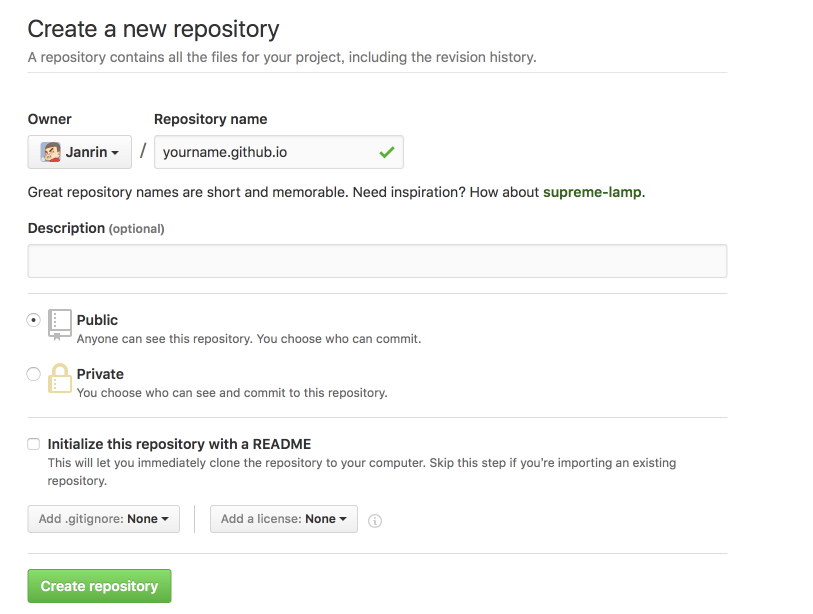 Create a new repository
A repository contains all the files for your project, including the revision history.
Owner Repository name
Janrin / yourname.github.io
Great repository names are short and memorable. Need inspiration? How about supreme-lamp.
Description (optional)
Public
Anyone can see this repository. You choose who can commit.
Private
You choose who can see and commit to this repository.
Initialize this repository with a README
This will let you immediately clone the repository to your computer. Skip this step if you're importing an existing
repository.
Add .gitignore: None Add a license: None
Create repository